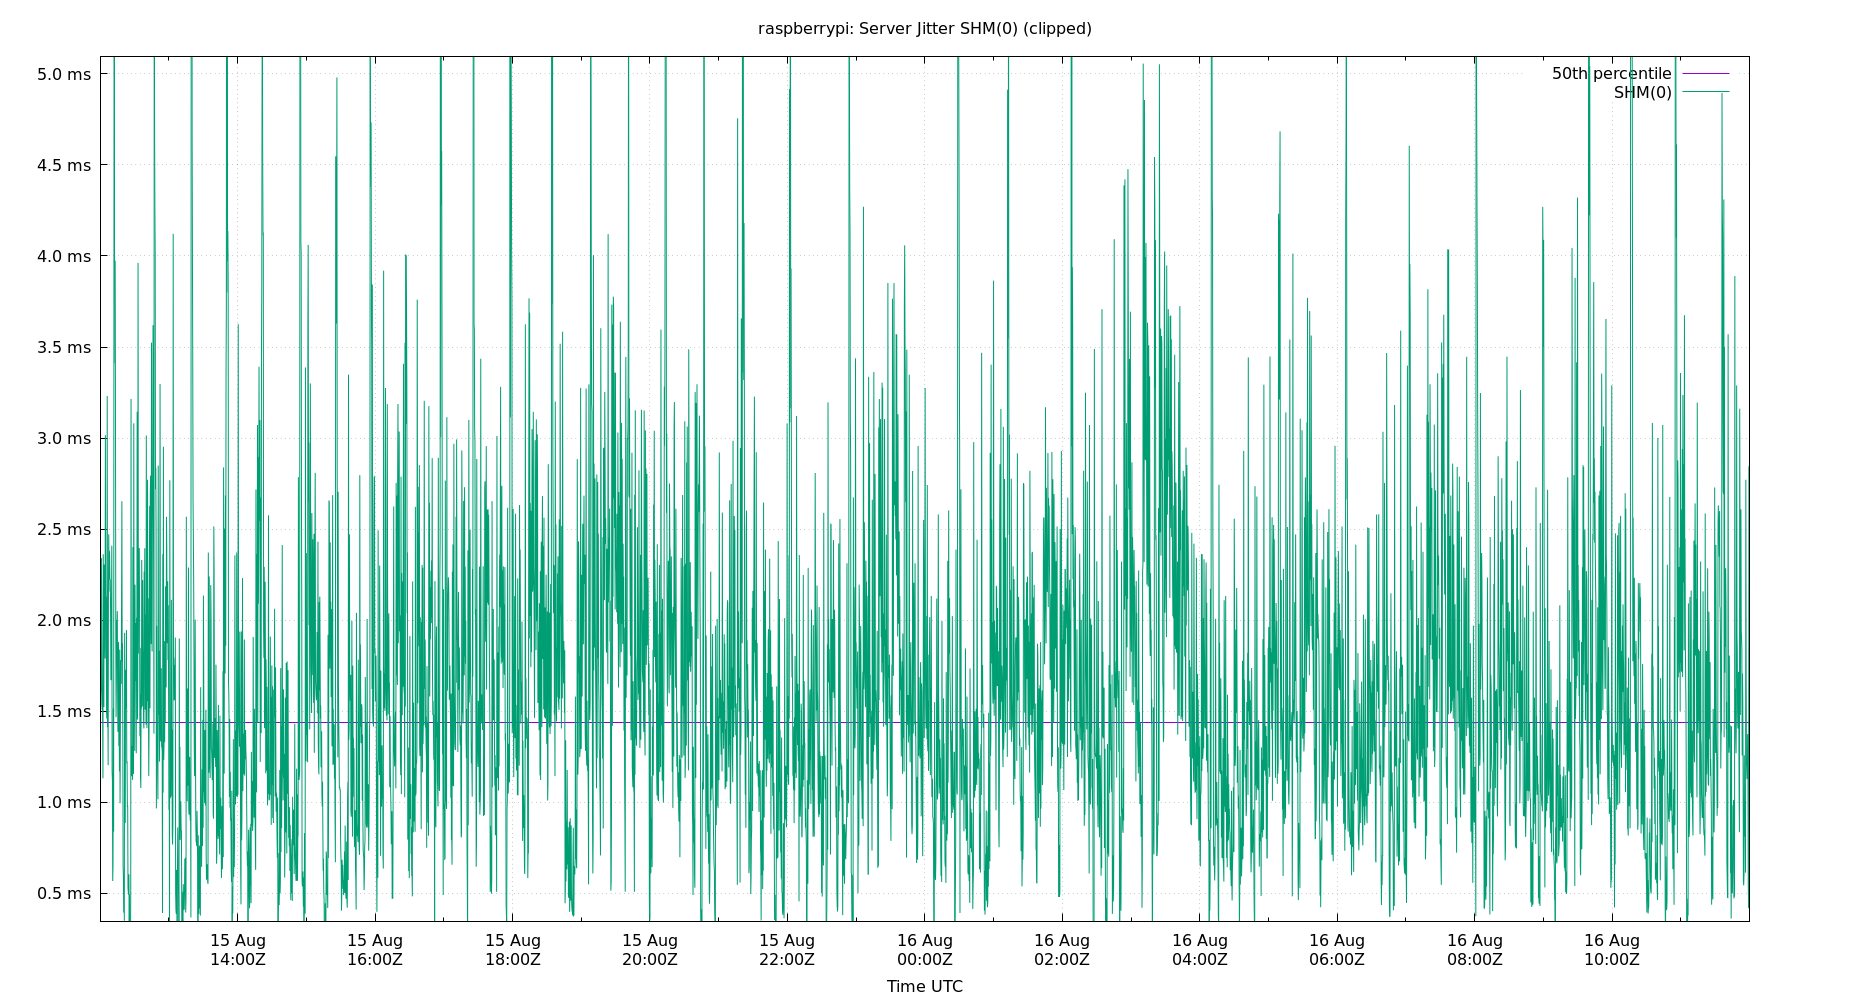 raspberrypi: Server Jitter SHM(0) (clipped)
5.0 ms
4.5 ms
4.0 ms
3.5 ms
3.0 ms
2.5 ms
2.0 ms
1.5 ms
1.0 ms
0.5 ms
50th percentile
SHM(0)
15 Aug 15 Aug 15 Aug 15 Aug 15 Aug 16 Aug 16 Aug 16 Aug 16 Aug 16 Aug 16 Aug
14:00Z 16:00Z 18:00Z 20:00Z 22:00Z 00:00Z 02:00Z 04:00Z 06:00Z 08:00Z 10:00Z
Time UTC